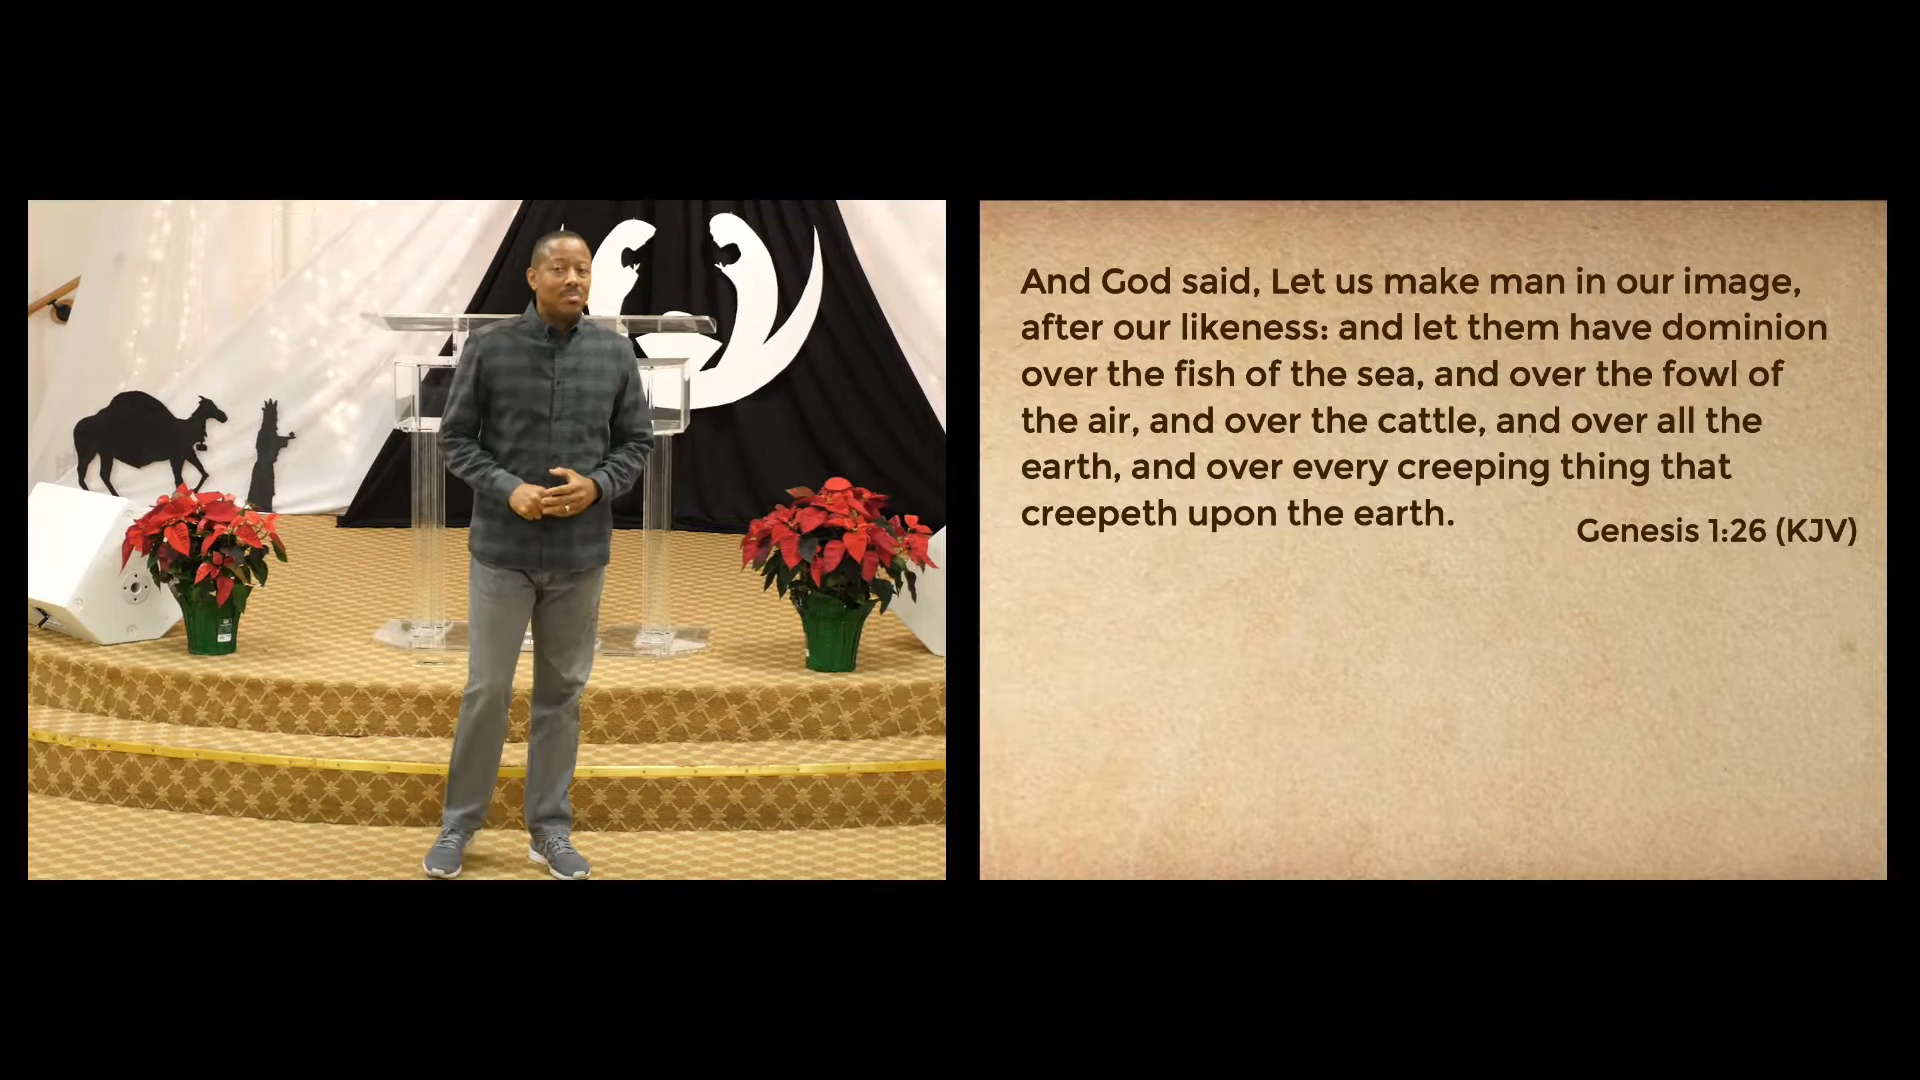 And God said, Let us make man in our image,
after our likeness: and let them have dominion
over the fish of the sea, and over the fowl of
the air, and over the cattle, and over all the
earth, and over every creeping thing that
creepeth upon the earth.
Genesis 1:26 (KJV)